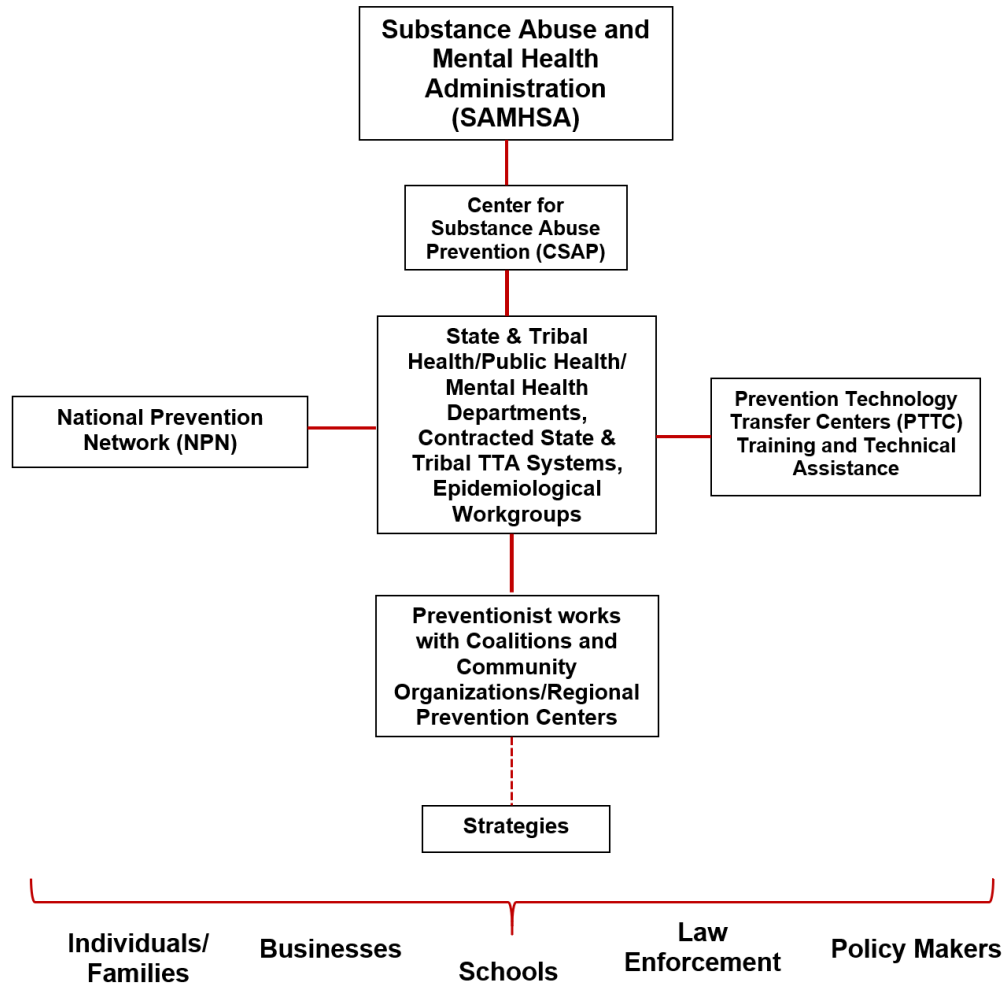 Substance Abuse and
Mental Health
Administration
(SAMHSA)
Center for
Substance Abuse
Prevention (CSAP)
State & Tribal
Health/Public Health/
Mental Health
Departments,
Contracted State &
Tribal TTA Systems,
Epidemiological
Workgroups
National Prevention
Network (NPN)
Prevention Technology
Transfer Centers (PTTC)
Training and Technical
Assistance
Preventionist works
with Coalitions and
Community
Organizations/Regional
Prevention Centers
Strategies
Individuals/
Families
Businesses
Schools
Law
Enforcement
Policy Makers